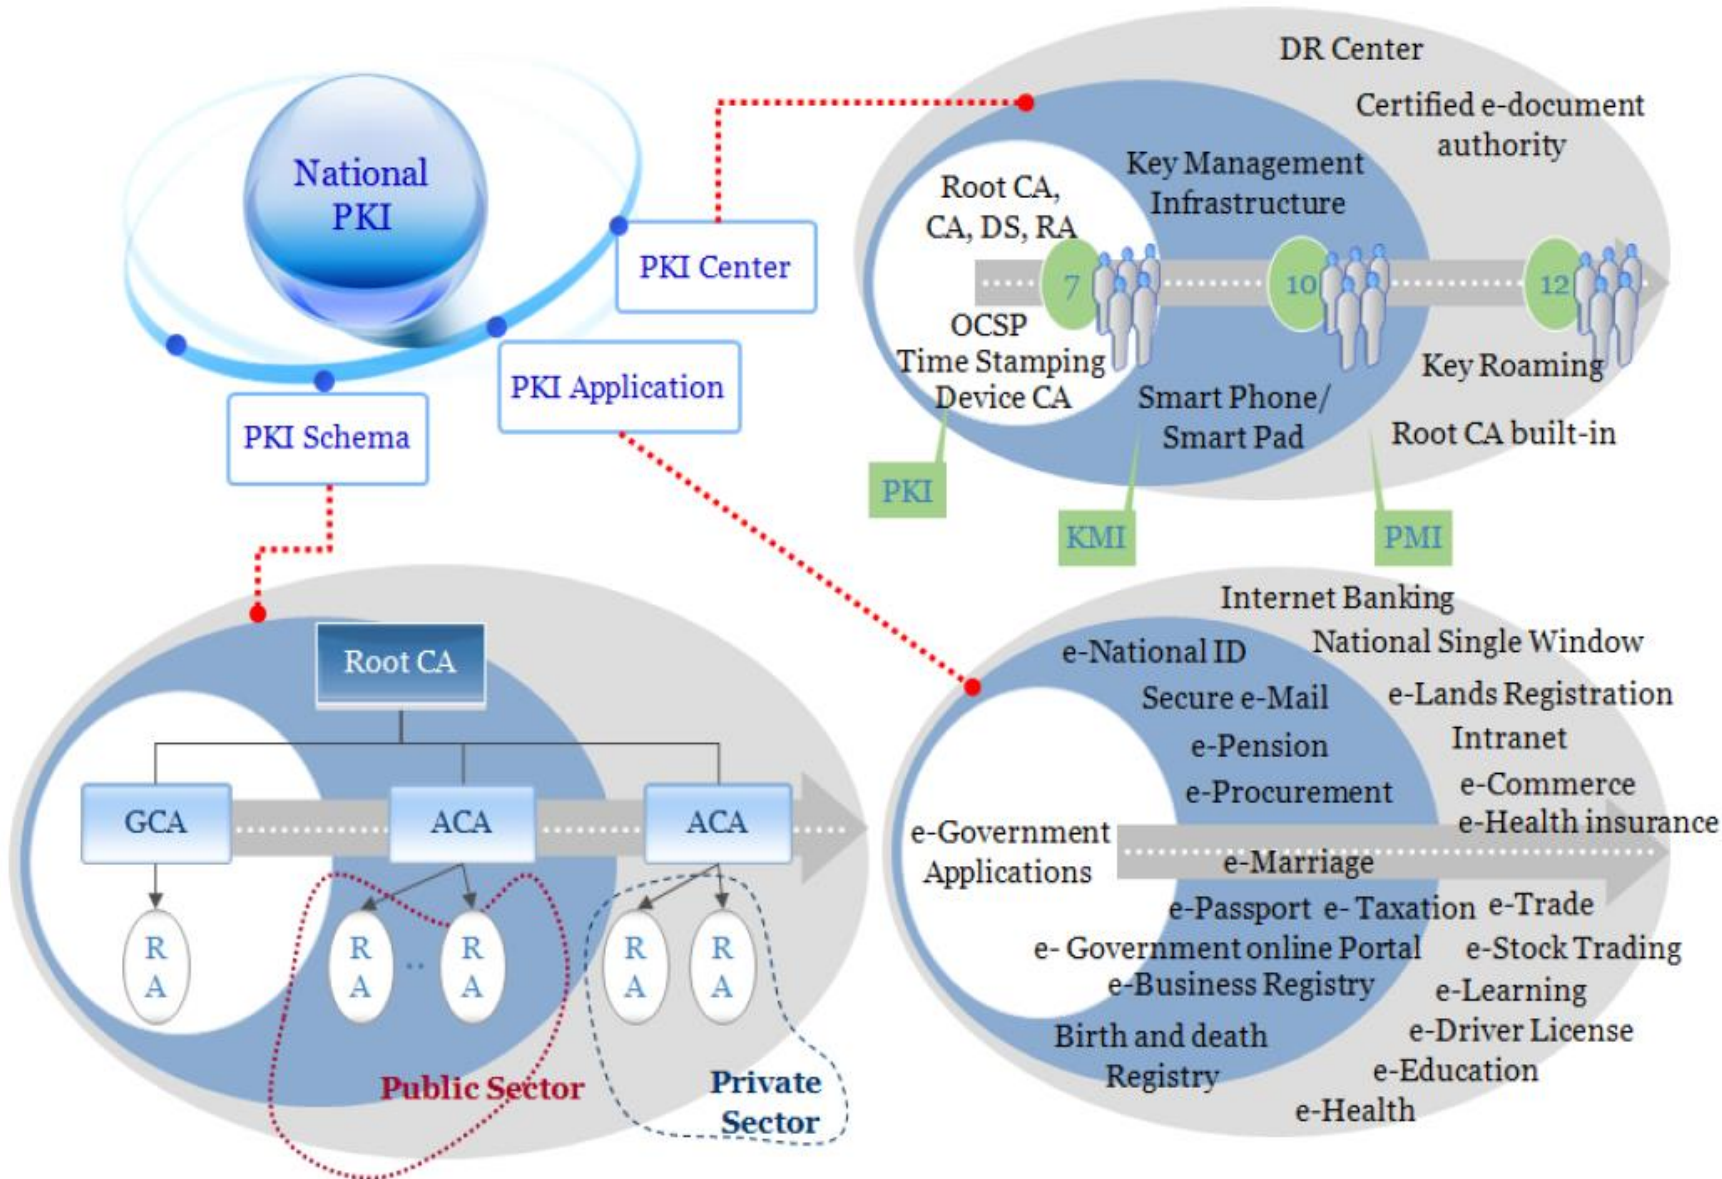 National
PKI
PKI Center
PKI Application
PKI Schema
DR Center
Certified e-document
authority
Key Management
Infrastructure
Root CA,
CA, DS, RA
7
10
12
OCSP
Time Stamping
Device CA
Smart Phone/
Smart Pad
Key Roaming
Root CA built-in
PKI
KMI
PMI
Root CA
GCA
ACA
ACA
R
A
R
A
..
R
A
R
A
R
A
Public Sector
Private
Sector
Internet Banking
National Single Window
e-National ID
Secure e-Mail
e-Lands Registration
e-Pension
Intranet
e-Procurement
e-Commerce
e-Health insurance
e-Government
Applications
e-Marriage
e-Passport e- Taxation e-Trade
e- Government online Portal
e-Stock Trading
e-Business Registry
e-Learning
Birth and death
Registry
e-Driver License
e-Education
e-Health